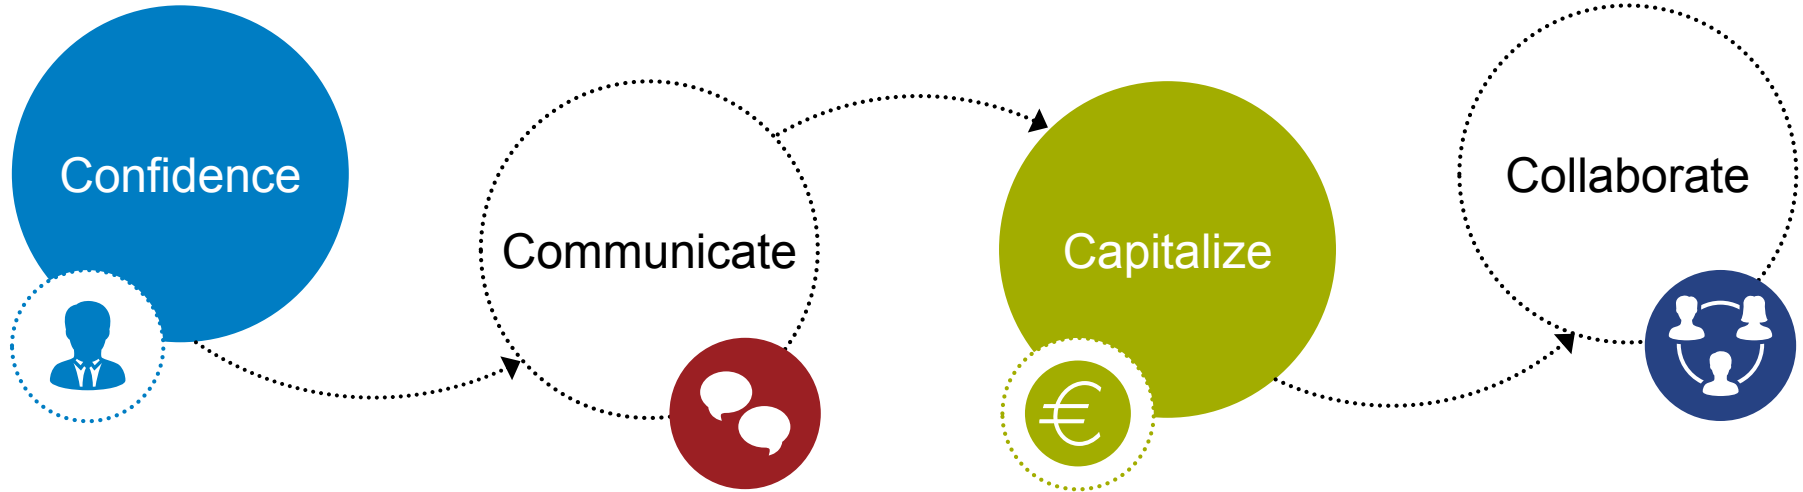 Confidence
Communicate
Capitalize
Collaborate
€